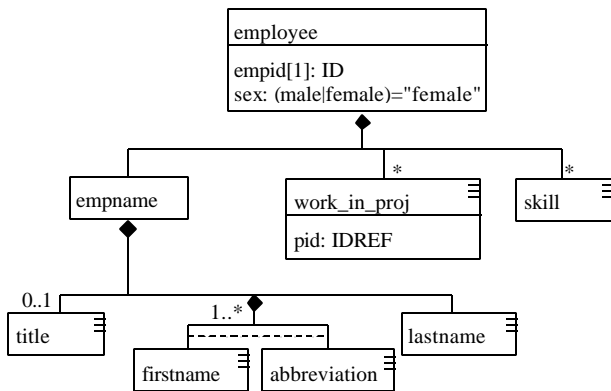 employee
empid[1]: ID
sex: (male|female)="female"
*
*
empname
work_in_proj
skill
pid: IDREF
0..1
1..*
title
lastname
firstname
abbreviation